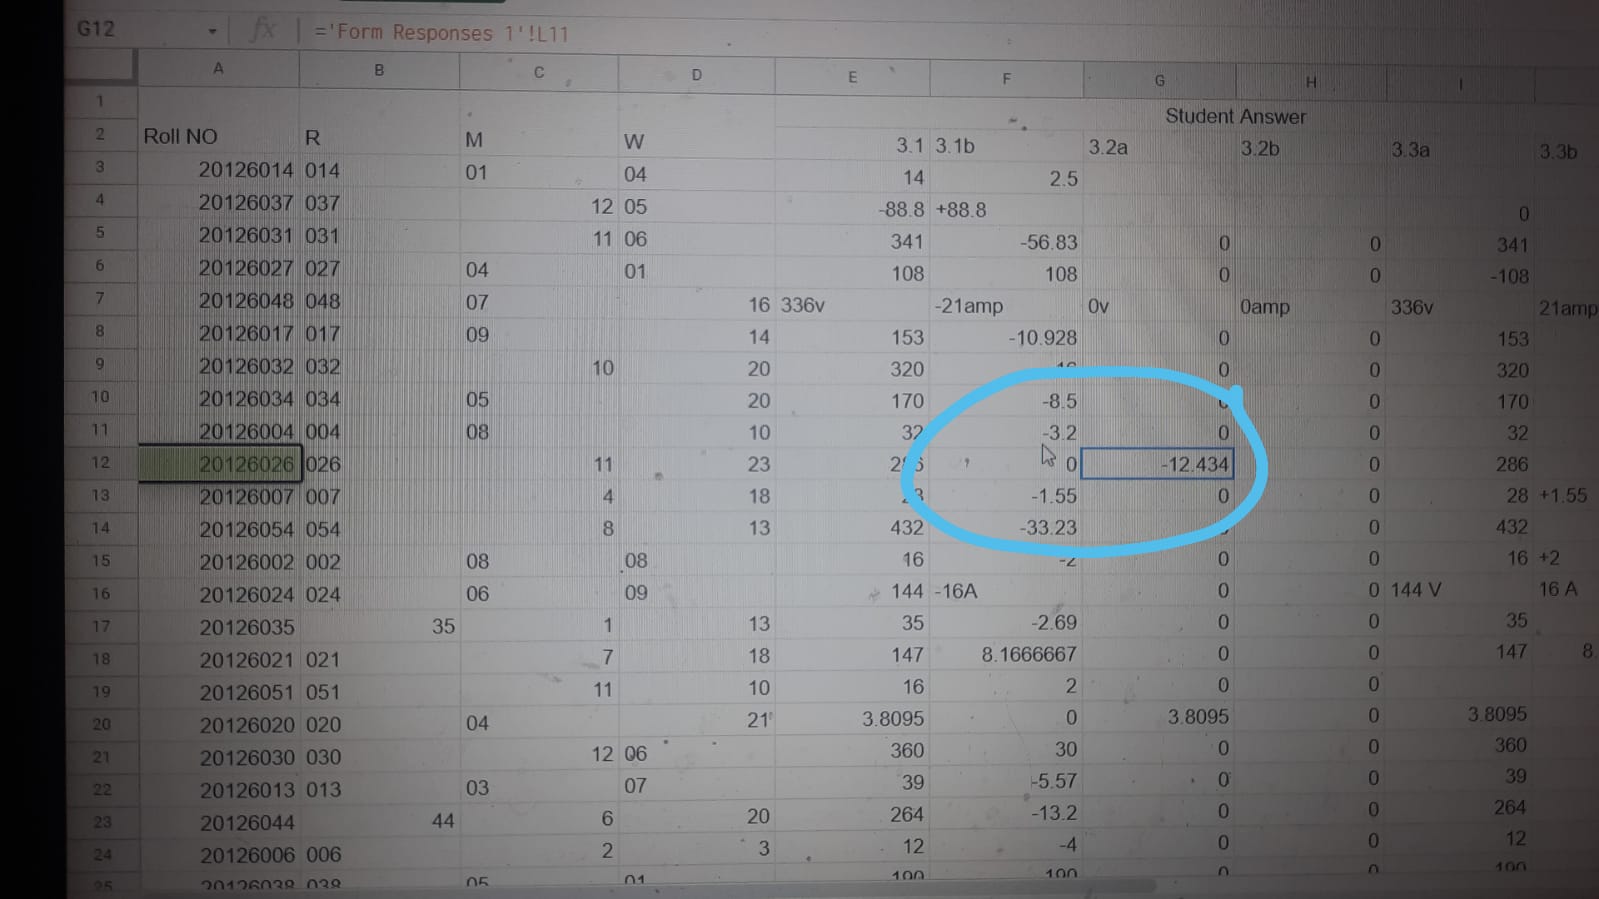 G12 fx ='Form Responses 1'!L11
A B C D E F G H I
1 Student Answer
2 Roll NO R M W 3.1 3.1b 3.2a 3.2b 3.3a 3.3b
3 20126014 014 01 04 14 2.5
4 20126037 037 12 05 -88.8 +88.8 0
5 20126031 031 11 06 341 -56.83 0 0 341
6 20126027 027 04 01 108 108 0 0 -108
7 20126048 048 07 16 336v -21amp 0v 0amp 336v 21amp
8 20126017 017 09 14 153 -10.928 0 0 153
9 20126032 032 10 20 320 0 0 320
10 20126034 034 05 20 170 -8.5 0 170
11 20126004 004 08 10 32 -3.2 0 0 32
12 20126026 026 11 23 286 0 -12.434 0 286
13 20126007 007 4 18 -1.55 0 0 28 +1.55
14 20126054 054 8 13 432 -33.23 0 432
15 20126002 002 08 08 16 -2 0 0 16 +2
16 20126024 024 06 09 144 -16A 0 0 144 V 16 A
17 20126035 35 1 13 35 -2.69 0 0 35
18 20126021 021 7 18 147 8.1666667 0 0 147 8
19 20126051 051 11 10 16 2 0 0
20 20126020 020 04 21 3.8095 0 3.8095 0 3.8095
21 20126030 030 12 06 360 30 0 0 360
22 20126013 013 03 07 39 -5.57 0 0 39
23 20126044 44 6 20 264 -13.2 0 0 264
24 20126006 006 2 3 12 -4 0 0 12
25 20126038 038 05 01 100 100 0 0 100